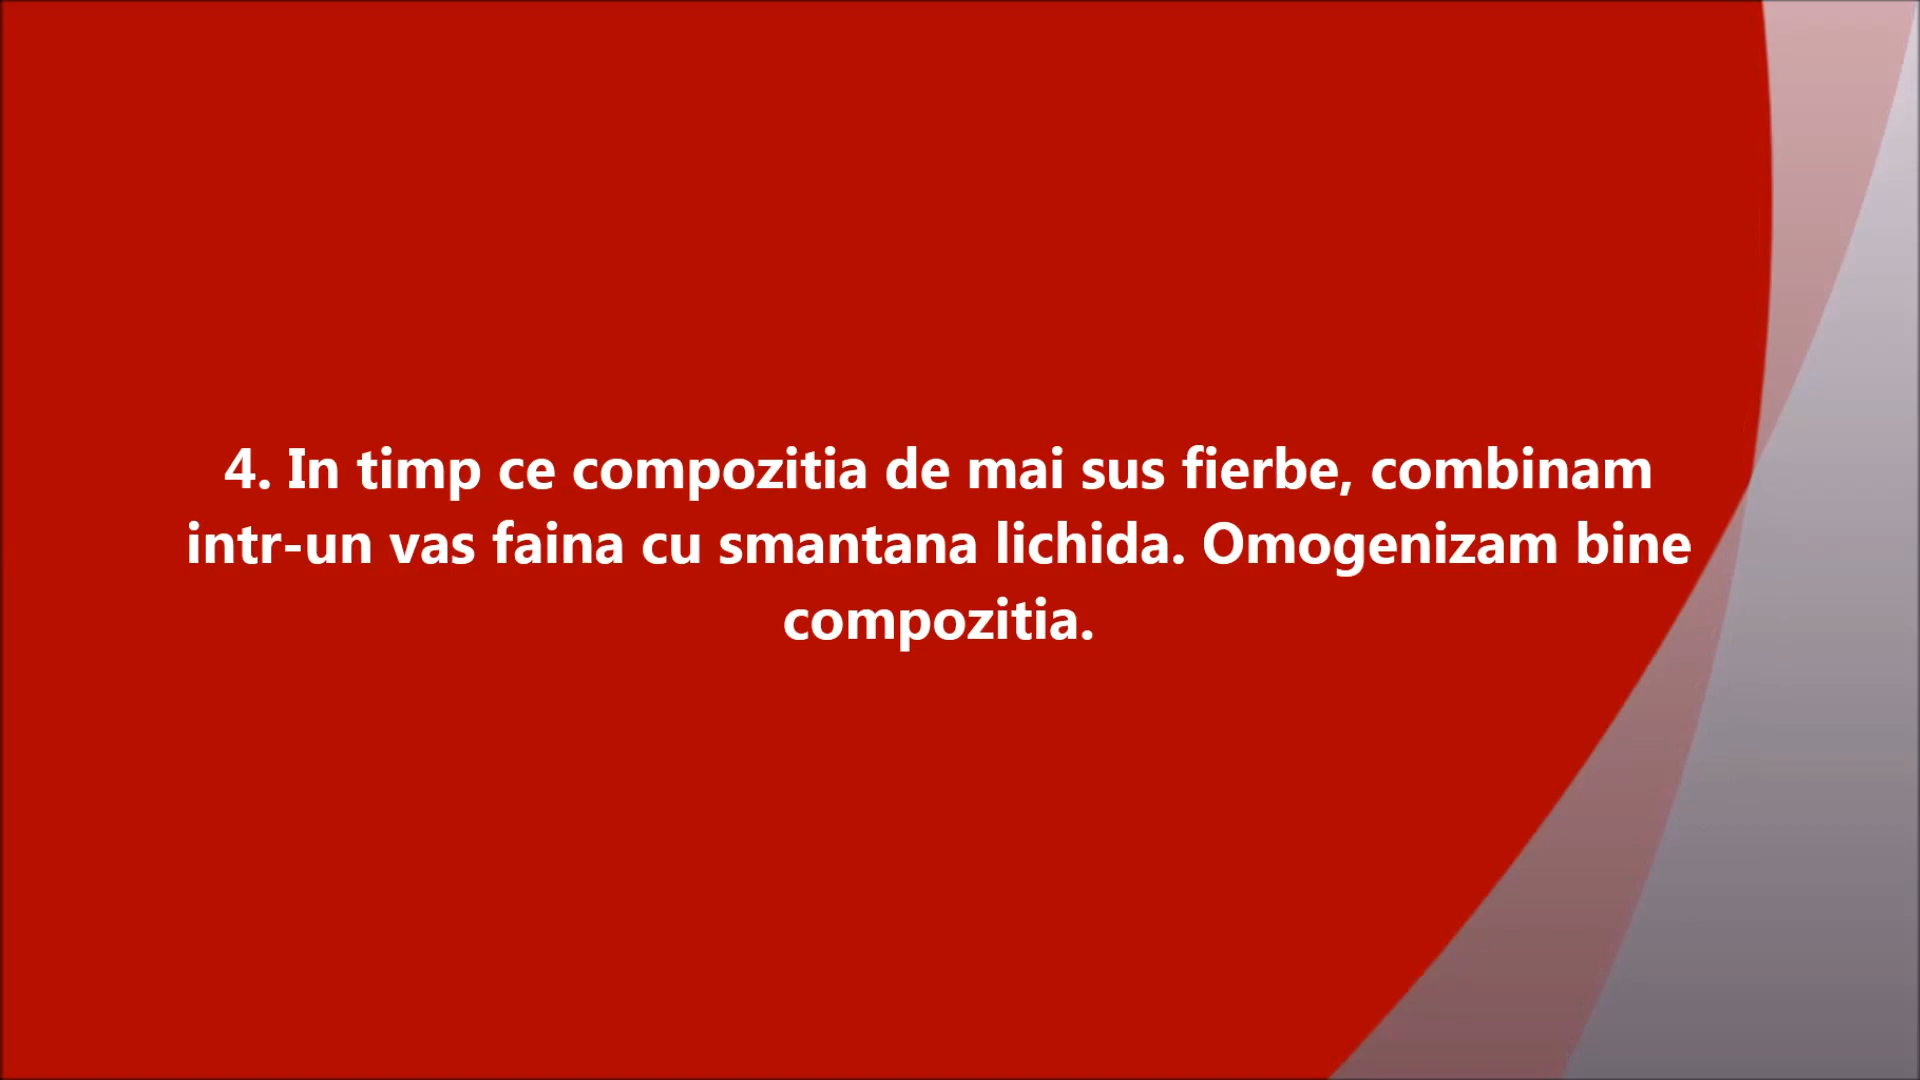 4. In timp ce compozitia de mai sus fierbe, combinam
intr-un vas faina cu smantana lichida. Omogenizam bine
compozitia.